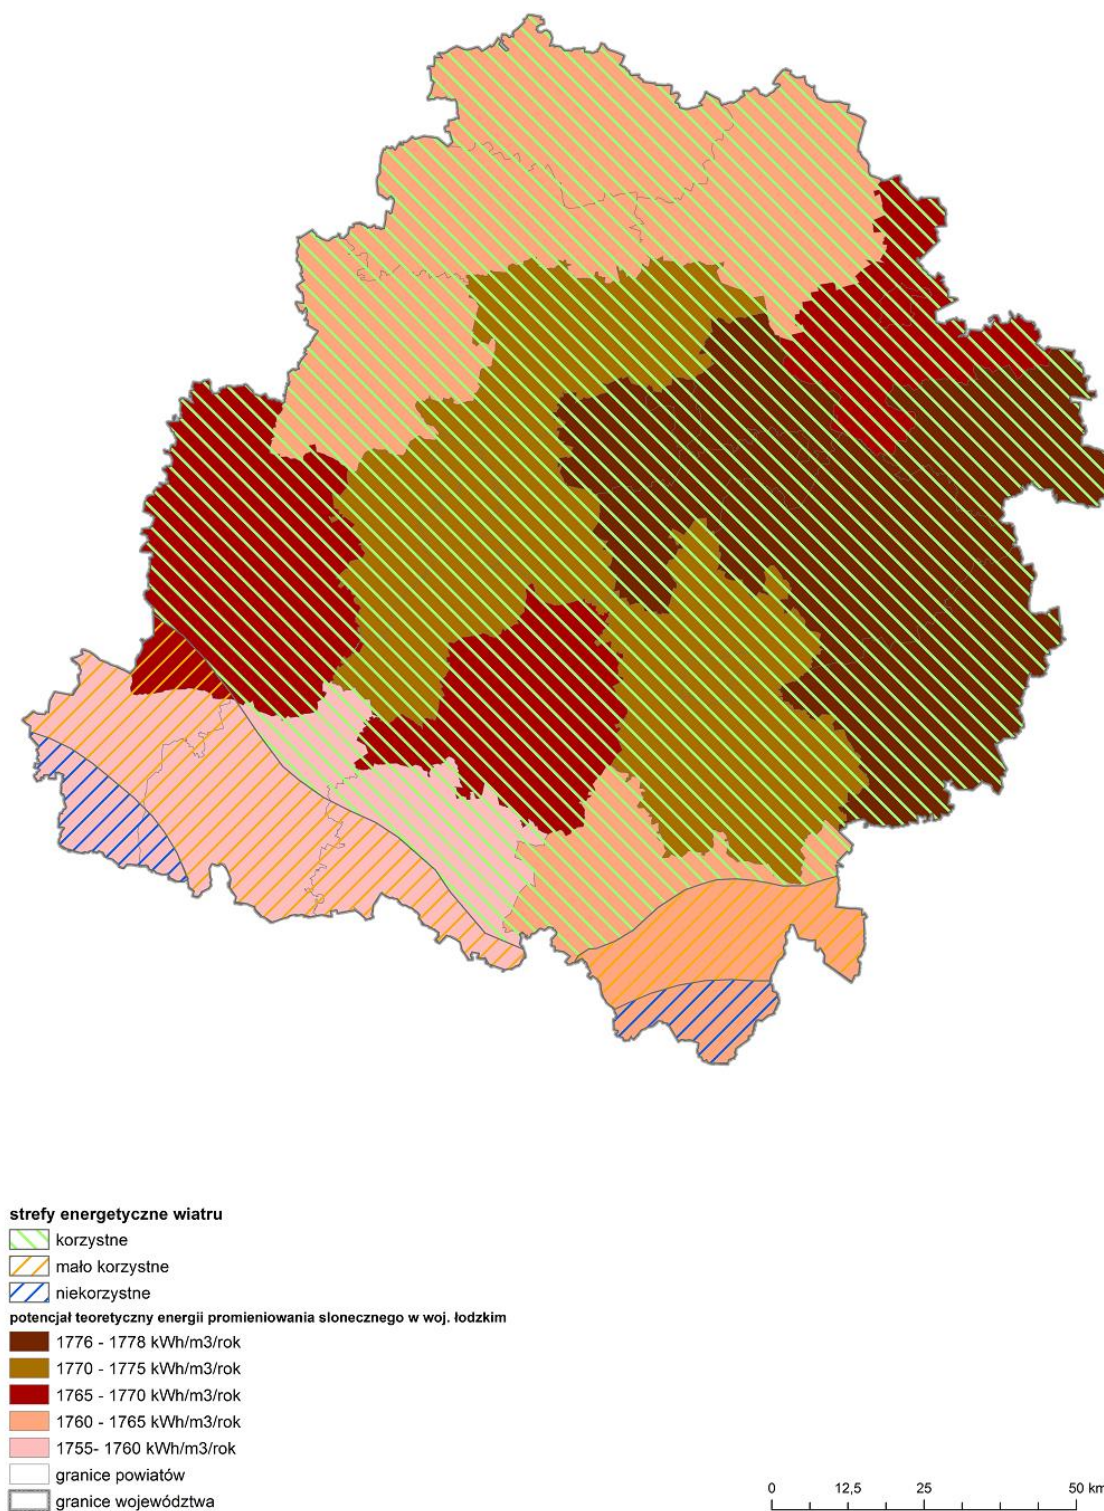 strefy energetyczne wiatru
korzystne
mało korzystne
niekorzystne
potencjał teoretyczny energii promieniowania slonecznego w woj. łodzkim
1776 - 1778 kWh/m3/rok
1770 - 1775 kWh/m3/rok
1765 - 1770 kWh/m3/rok
1760 - 1765 kWh/m3/rok
1755- 1760 kWh/m3/rok
granice powiatów
granice województwa
0 12,5 25 50 km